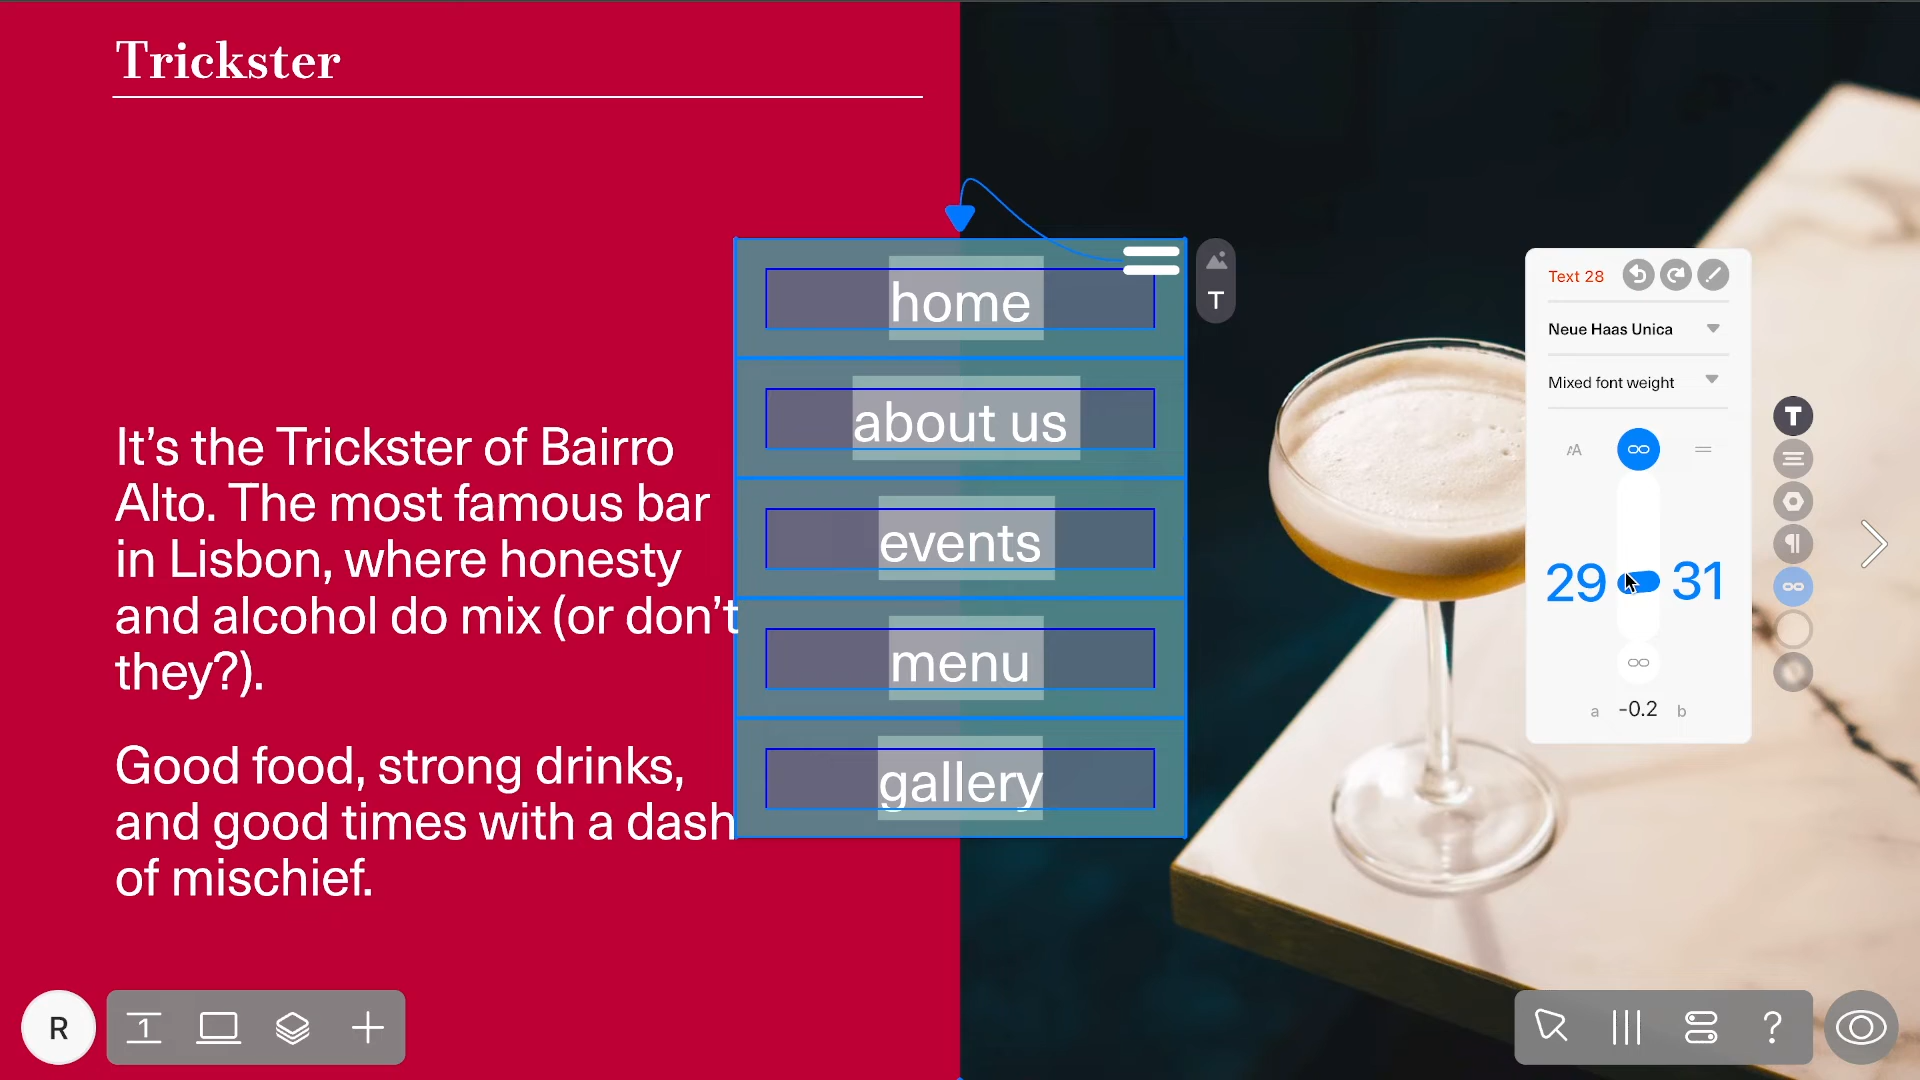 Trickster
It’s the Trickster of Bairro
Alto. The most famous bar
in Lisbon, where honesty
and alcohol do mix (or don’t
they?).
Good food, strong drinks,
and good times with a dash
of mischief.
home
about us
events
menu
gallery
T
Text 28
Neue Haas Unica
Mixed font weight
AA
29 31
a -0.2 b
T
¶
R
1
?